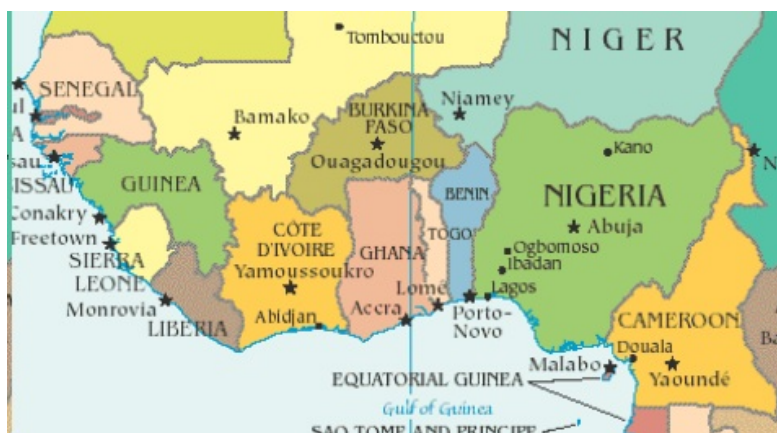 Tombouctou
NIGER
SENEGAL
Niamey
BURKINA
FASO
Bamako
Ouagadougou
Kano
BISSAU
GUINEA
BENIN
NIGERIA
Conakry
CÔTE
D'IVOIRE
GHANA
TOGO
Abuja
Freetown
Ogbomoso
SIERRA
LEONE
Yamoussoukro
Ibadan
Monrovia
LIBERIA
Abidjan
Accra
Lomé
Lagos
Porto-
Novo
CAMEROON
Douala
Malabo
Yaoundé
EQUATORIAL GUINEA
Gulf of Guinea
SAO TOME AND PRINCIPE